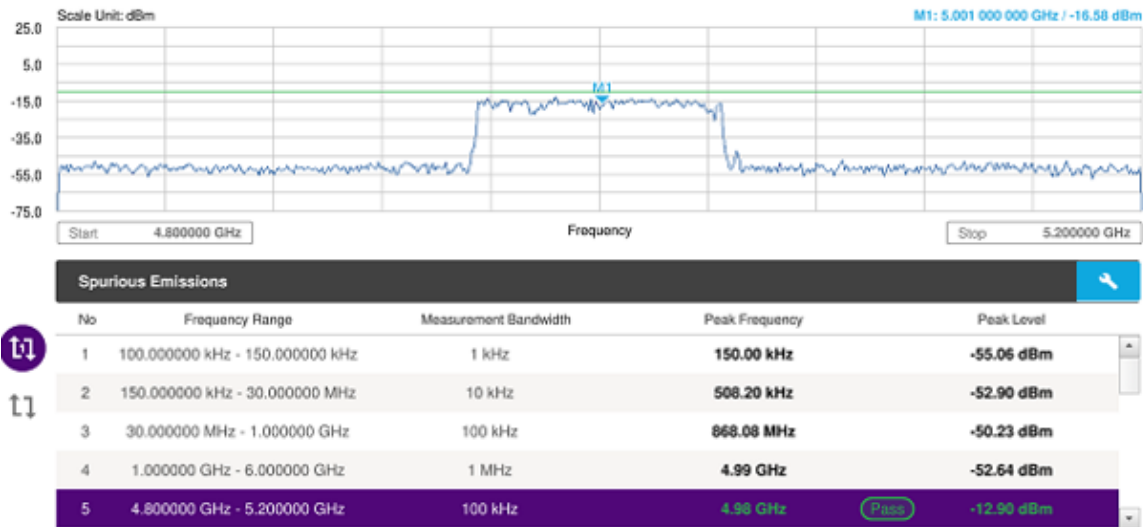 Scale Unit: dBm
M1: 5.001 000 000 GHz / -16.58 dBm
25.0
5.0
-15.0
-35.0
-55.0
-75.0
M1
Start 4.800000 GHz
Frequency
Stop 5.200000 GHz
Spurious Emissions
No Frequency Range Measurement Bandwidth Peak Frequency Peak Level
1 100.000000 kHz - 150.000000 kHz 1 kHz 150.00 kHz -55.06 dBm
2 150.000000 kHz - 30.000000 MHz 10 kHz 508.20 kHz -52.90 dBm
3 30.000000 MHz - 1.000000 GHz 100 kHz 868.08 MHz -50.23 dBm
4 1.000000 GHz - 6.000000 GHz 1 MHz 4.99 GHz -52.64 dBm
5 4.800000 GHz - 5.200000 GHz 100 kHz 4.98 GHz Pass -12.90 dBm